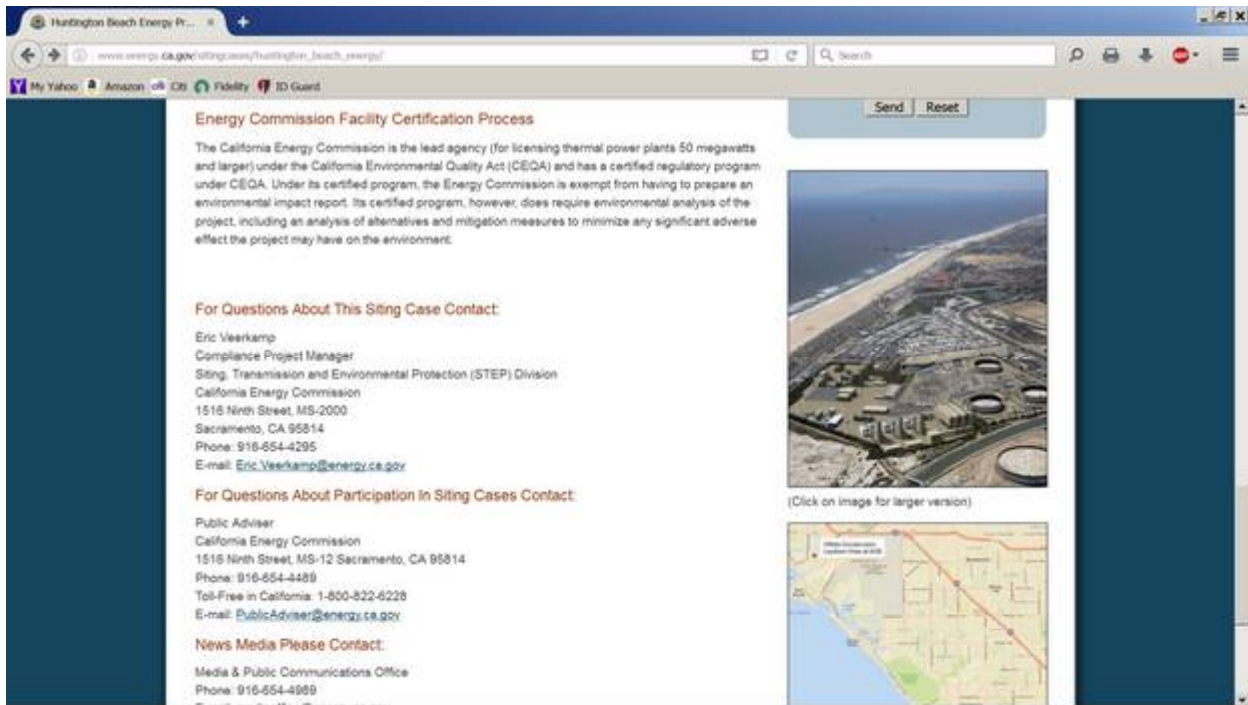 Huntington Beach Energy Pr...
www.energy.ca.gov/sitingcases/huntington_beach_energy/
Search
My Yahoo Amazon citi Citi Fidelity ID Guard
Send Reset
Energy Commission Facility Certification Process
The California Energy Commission is the lead agency (for licensing thermal power plants 50 megawatts
and larger) under the California Environmental Quality Act (CEQA) and has a certified regulatory program
under CEQA. Under its certified program, the Energy Commission is exempt from having to prepare an
environmental impact report. Its certified program, however, does require environmental analysis of the
project, including an analysis of alternatives and mitigation measures to minimize any significant adverse
effect the project may have on the environment.
For Questions About This Siting Case Contact:
Eric Veerkamp
Compliance Project Manager
Siting, Transmission and Environmental Protection (STEP) Division
California Energy Commission
1516 Ninth Street, MS-2000
Sacramento, CA 95814
Phone: 916-654-4295
E-mail: Eric.Veerkamp@energy.ca.gov
For Questions About Participation In Siting Cases Contact:
Public Adviser
California Energy Commission
1516 Ninth Street, MS-12 Sacramento, CA 95814
Phone: 916-654-4489
Toll-Free in California: 1-800-822-6228
E-mail: PublicAdviser@energy.ca.gov
News Media Please Contact:
Media & Public Communications Office
Phone: 916-654-4989
(Click on image for larger version)